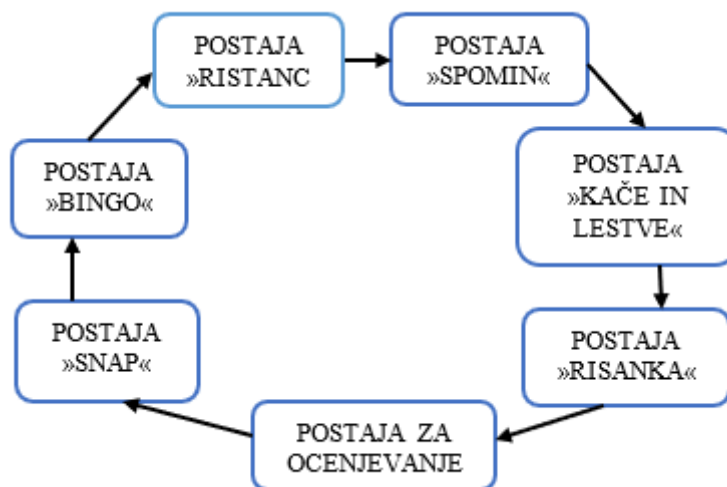 POSTAJA
»RISTANC
POSTAJA
»SPOMIN«
POSTAJA
»KAČE IN
LESTVE«
POSTAJA
»RISANKA«
POSTAJA ZA
OCENJEVANJE
POSTAJA
»SNAP«
POSTAJA
»BINGO«